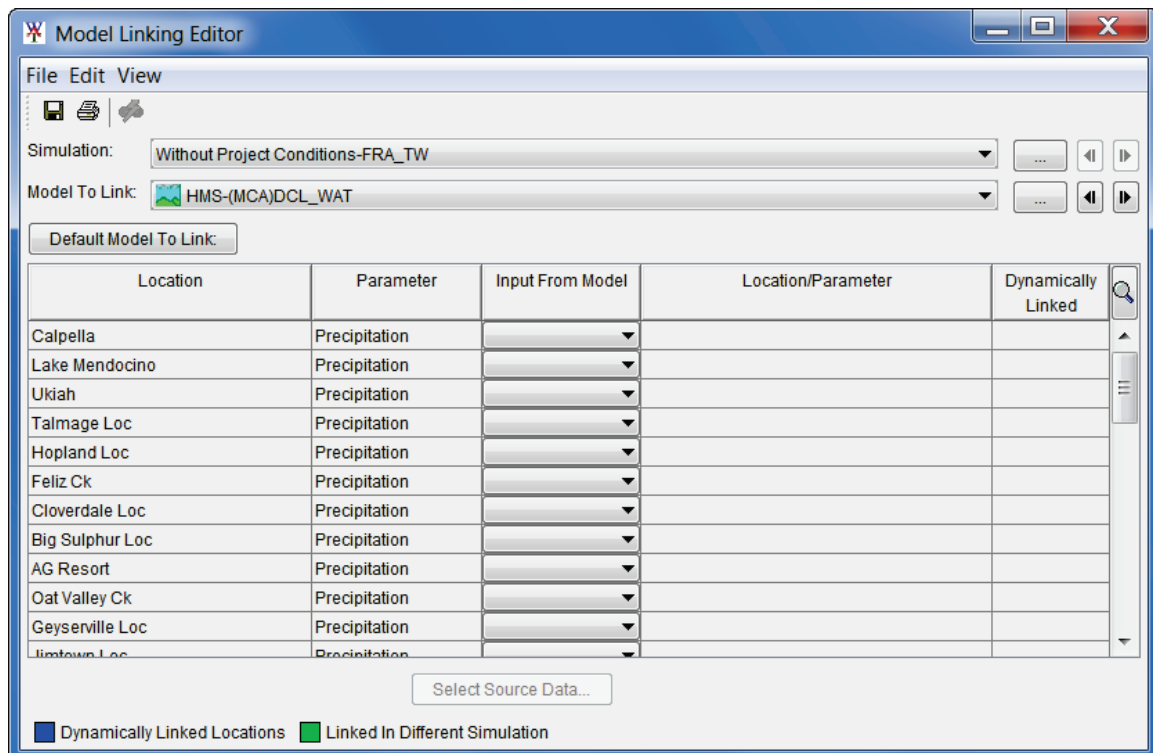 Model Linking Editor
File Edit View
Simulation: Without Project Conditions-FRA_TW ...
Model To Link: HMS-(MCA)DCL_WAT ...
Default Model To Link:
Location Parameter Input From Model Location/Parameter Dynamically
Linked
Calpella Precipitation
Lake Mendocino Precipitation
Ukiah Precipitation
Talmage Loc Precipitation
Hopland Loc Precipitation
Feliz Ck Precipitation
Cloverdale Loc Precipitation
Big Sulphur Loc Precipitation
AG Resort Precipitation
Oat Valley Ck Precipitation
Geyserville Loc Precipitation
Jimtown Loc Precipitation
Select Source Data...
Dynamically Linked Locations Linked In Different Simulation